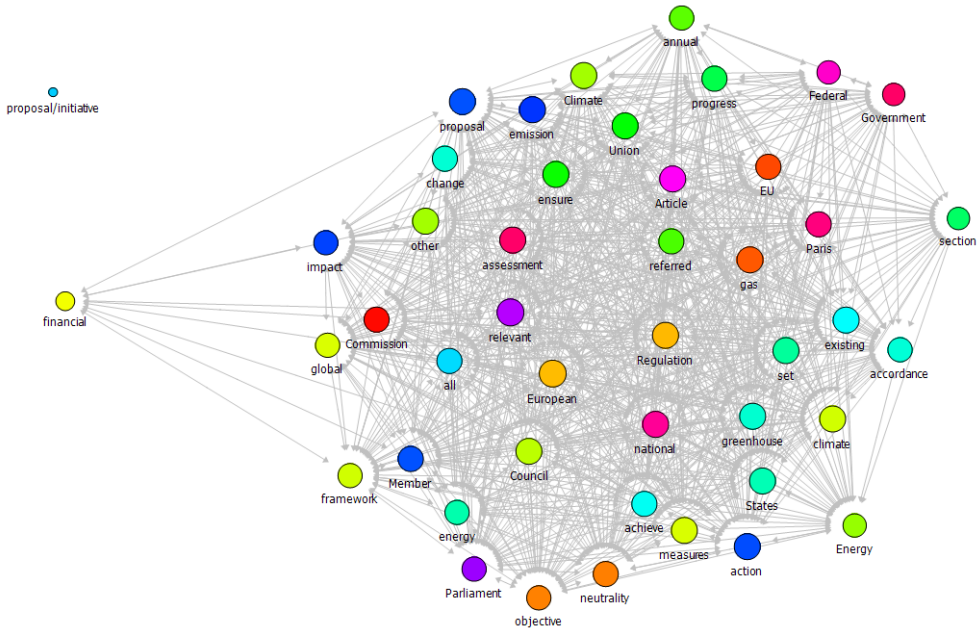 annual
Climate
progress
Federal
Government
proposal/initiative
proposal
emission
Union
change
ensure
Article
EU
other
assessment
referred
Paris
section
impact
gas
financial
Commission
relevant
Regulation
existing
global
all
European
set
accordance
national
greenhouse
climate
Member
Council
framework
States
energy
achieve
measures
action
Energy
Parliament
neutrality
objective